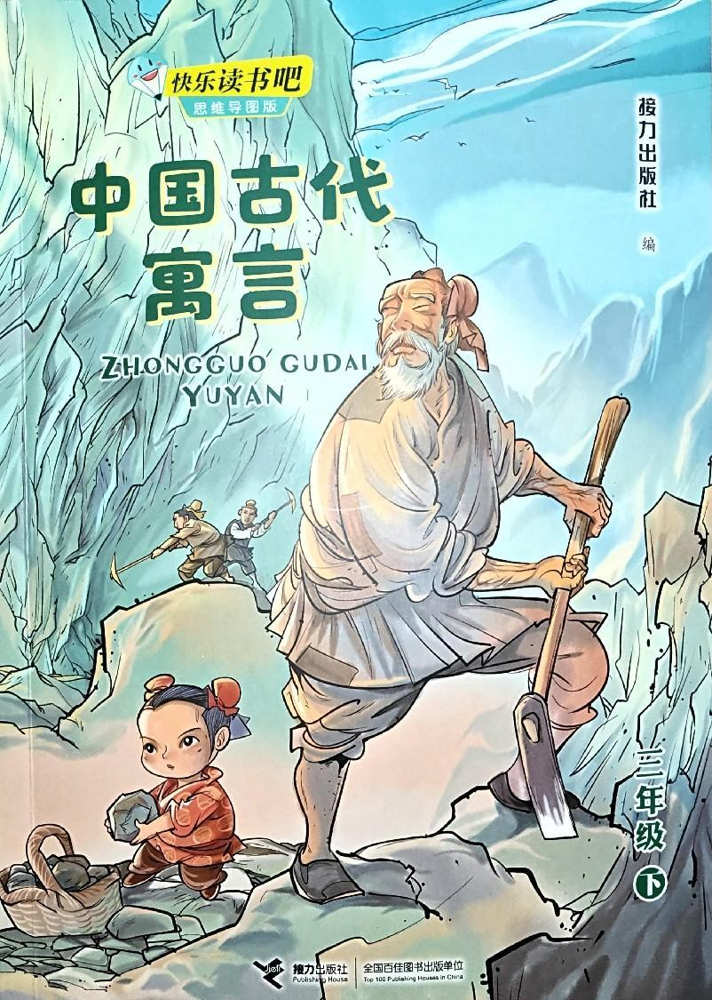 快乐读书吧
思维导图版
中国古代
寓言
ZHONGGUO GUDAI
YUYAN
接力出版社 编
三年级 下
Jieli
接力出版社
Publishing House
全国百佳图书出版单位
Top 100 Publishing Houses in China